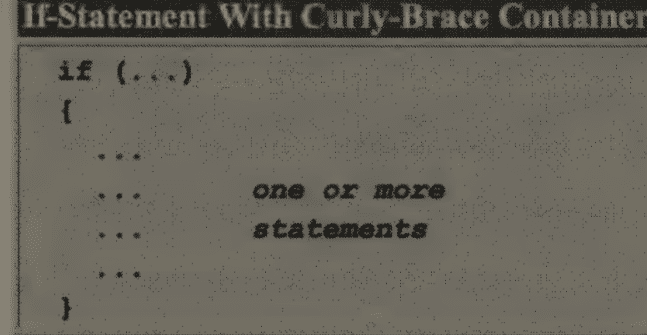 If-Statement With Curly-Brace Container
if (...)
{
...
... one or more
... statements
...
}